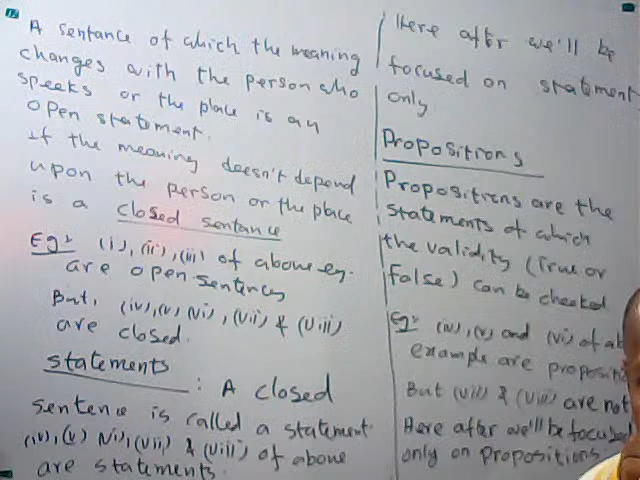 A sentance of which the meaning
changes with the person who
speeks or the place is an
open statement.
If the meaning doesn't depend
upon the person or the place
is a closed sentance
Eg: (i), (ii), (iii) of above eg.
are open sentences
But, (iv), (v) (vi), (vii) & (viii)
are closed.
statements : A closed
sentence is called a statement
(iv), (v) (vi), (vii) & (viii) of above
are statements.
Here after we'll be
focused on statement
only
Propositions
Propositions are the
statements of which
the validity (True or
False) can be checked
Eg: (iv), (v) and (vi) of ab
example are propositi
But (vii) & (viii) are not
Here after we'll be focused
only on propositions.